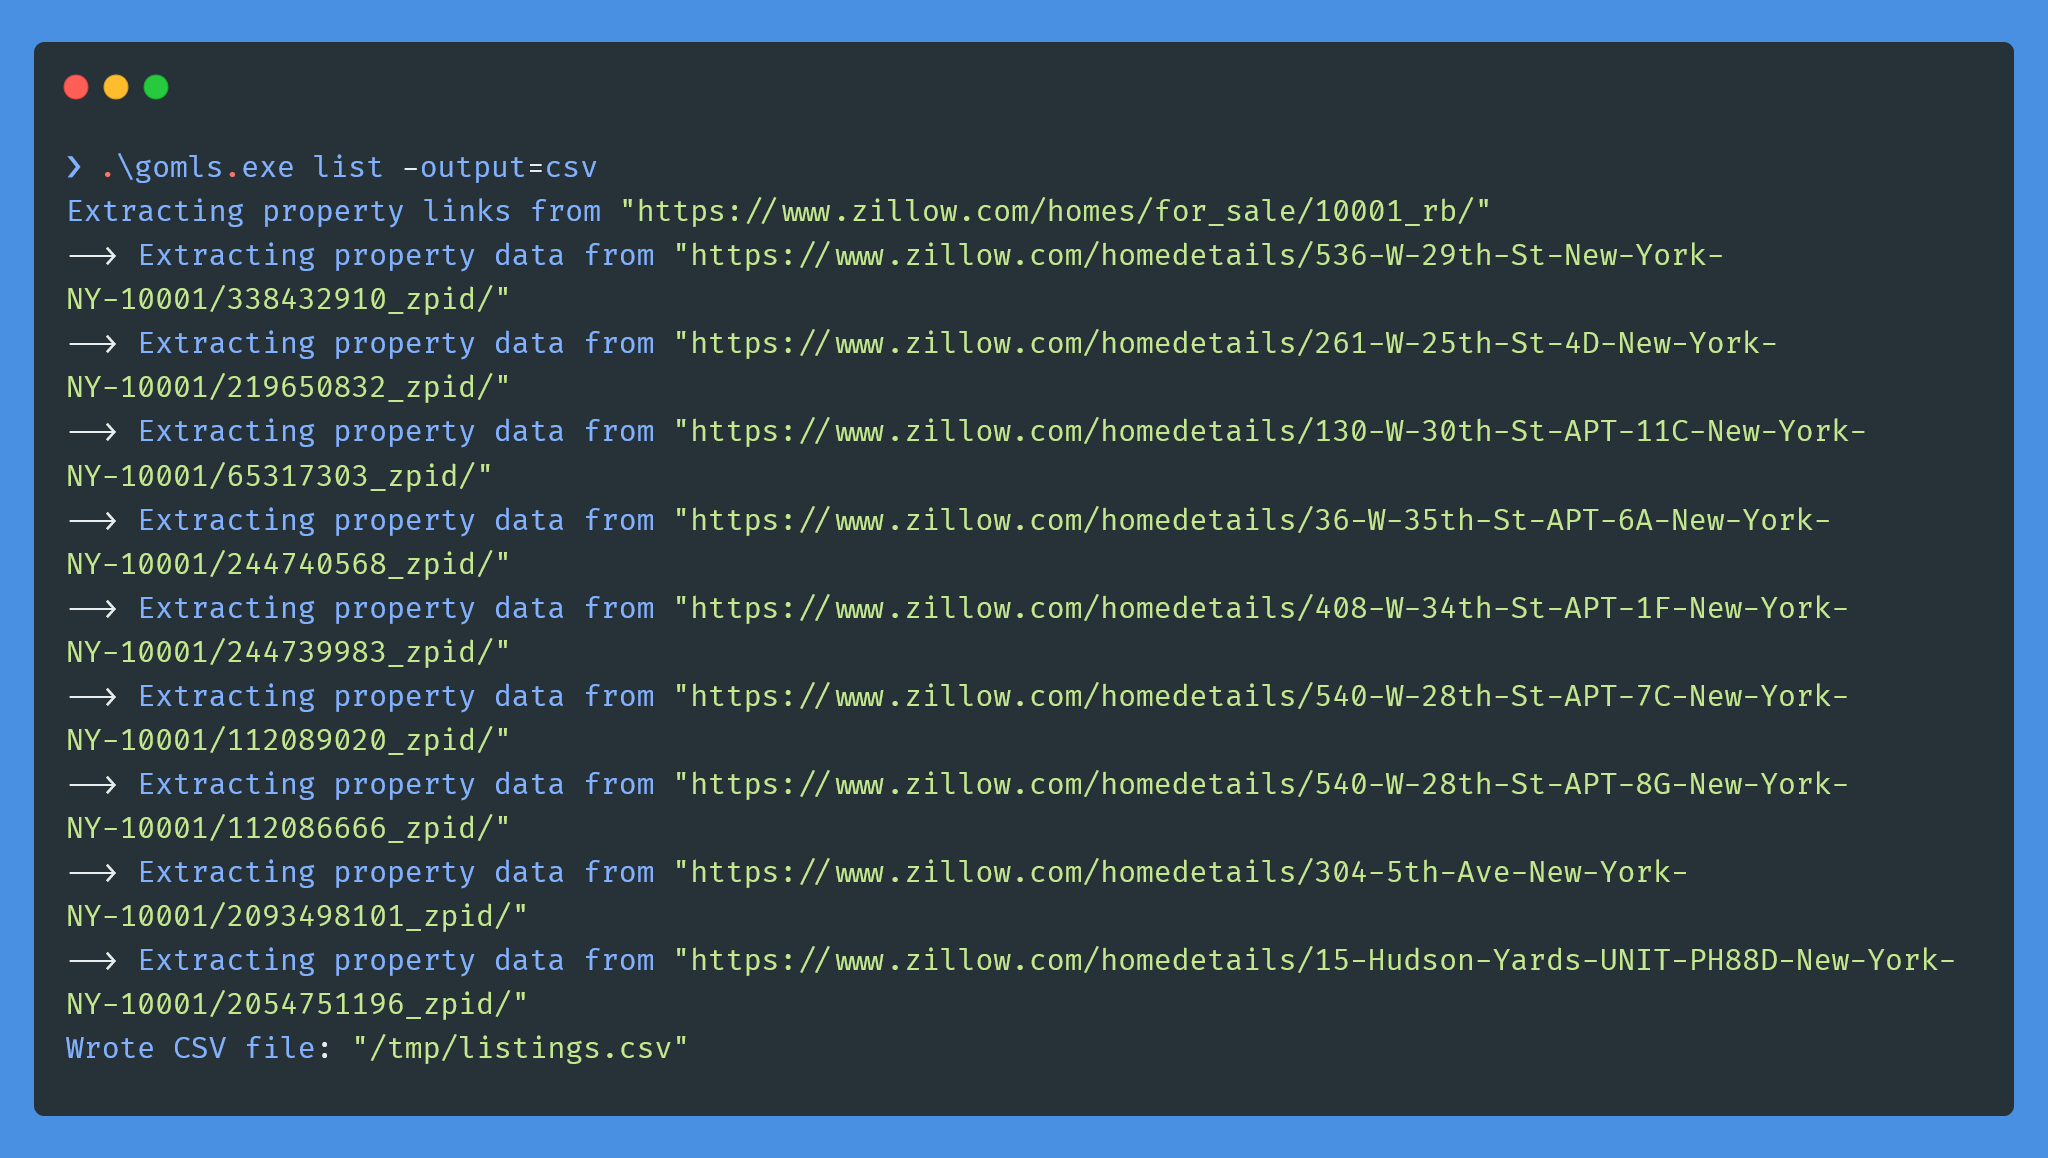 ❯ .\gomls.exe list -output=csv
Extracting property links from "https://www.zillow.com/homes/for_sale/10001_rb/"
--> Extracting property data from "https://www.zillow.com/homedetails/536-W-29th-St-New-York-
NY-10001/338432910_zpid/"
--> Extracting property data from "https://www.zillow.com/homedetails/261-W-25th-St-4D-New-York-
NY-10001/219650832_zpid/"
--> Extracting property data from "https://www.zillow.com/homedetails/130-W-30th-St-APT-11C-New-York-
NY-10001/65317303_zpid/"
--> Extracting property data from "https://www.zillow.com/homedetails/36-W-35th-St-APT-6A-New-York-
NY-10001/244740568_zpid/"
--> Extracting property data from "https://www.zillow.com/homedetails/408-W-34th-St-APT-1F-New-York-
NY-10001/244739983_zpid/"
--> Extracting property data from "https://www.zillow.com/homedetails/540-W-28th-St-APT-7C-New-York-
NY-10001/112089020_zpid/"
--> Extracting property data from "https://www.zillow.com/homedetails/540-W-28th-St-APT-8G-New-York-
NY-10001/112086666_zpid/"
--> Extracting property data from "https://www.zillow.com/homedetails/304-5th-Ave-New-York-
NY-10001/2093498101_zpid/"
--> Extracting property data from "https://www.zillow.com/homedetails/15-Hudson-Yards-UNIT-PH88D-New-York-
NY-10001/2054751196_zpid/"
Wrote CSV file: "/tmp/listings.csv"